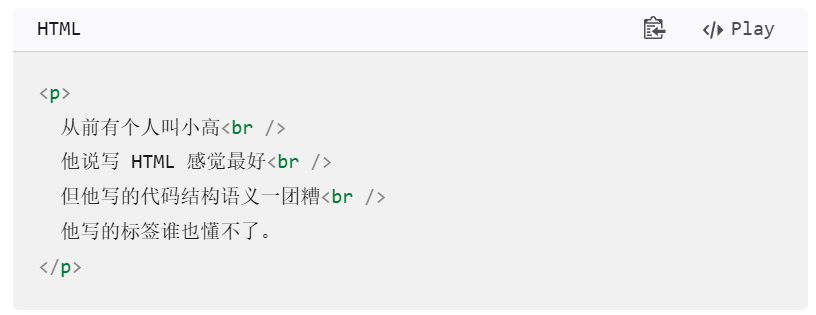 HTML
Play
<p>
从前有个人叫小高<br />
他说写 HTML 感觉最好<br />
但他写的代码结构语义一团糟<br />
他写的标签谁也懂不了。
</p>